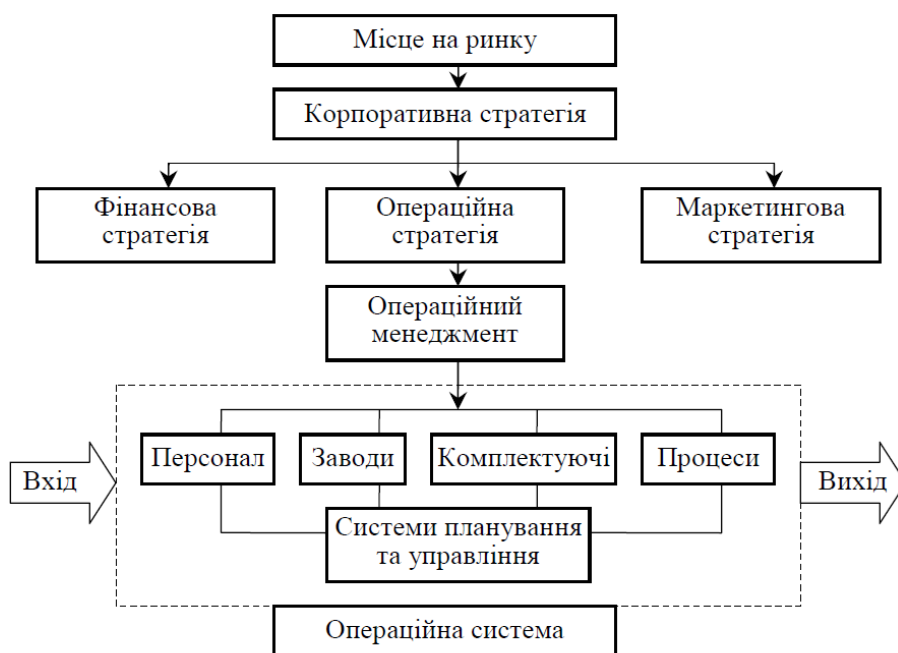 Місце на ринку
Корпоративна стратегія
Фінансова
стратегія
Операційна
стратегія
Маркетингова
стратегія
Операційний
менеджмент
Вхід
Персонал
Заводи
Комплектуючі
Процеси
Вихід
Системи планування
та управління
Операційна система